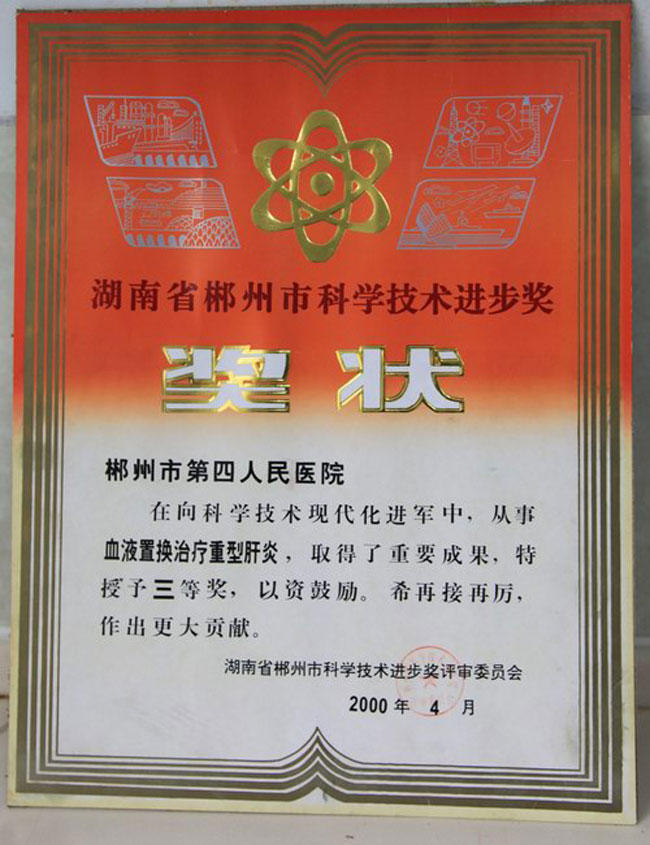 湖南省郴州市科学技术进步奖
奖状
郴州市第四人民医院
在向科学技术现代化进军中，从事
血液置换治疗重型肝炎，取得了重要成果，特
授予三等奖，以资鼓励。希再接再厉，
作出更大贡献。
湖南省郴州市科学技术进步奖评审委员会
2000年 4 月